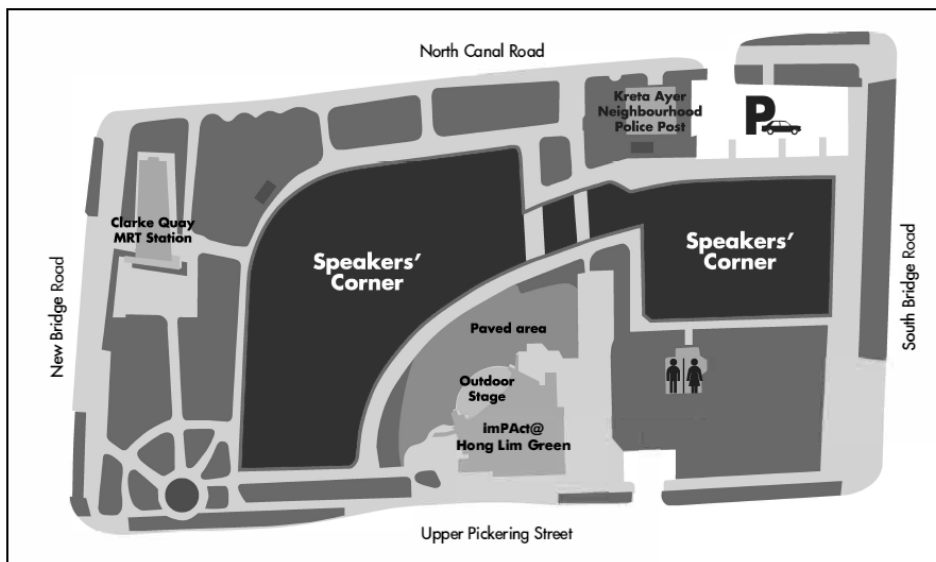 North Canal Road
Kreta Ayer
Neighbourhood
Police Post
P
Clarke Quay
MRT Station
Speakers'
Corner
Speakers'
Corner
New Bridge Road
South Bridge Road
Paved area
Outdoor
Stage
imPAct@
Hong Lim Green
Upper Pickering Street